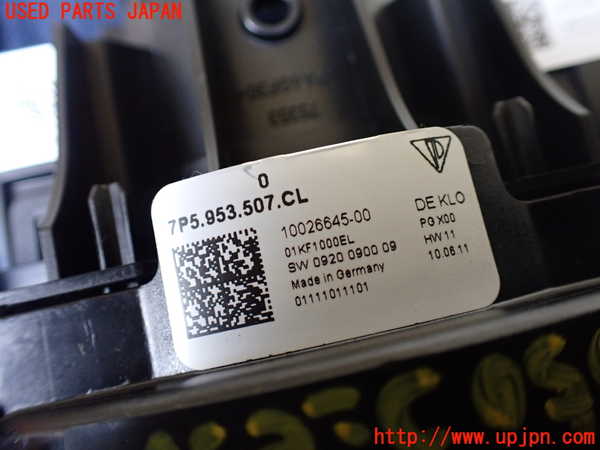 USED PARTS JAPAN
0
7P5.953.507.CL
10026645-00
01KF1000EL
SW 0920 0900 09
Made in Germany
01111011101
DE KLO
PG X00
HW 11
10.06.11
http://www.upjpn.com